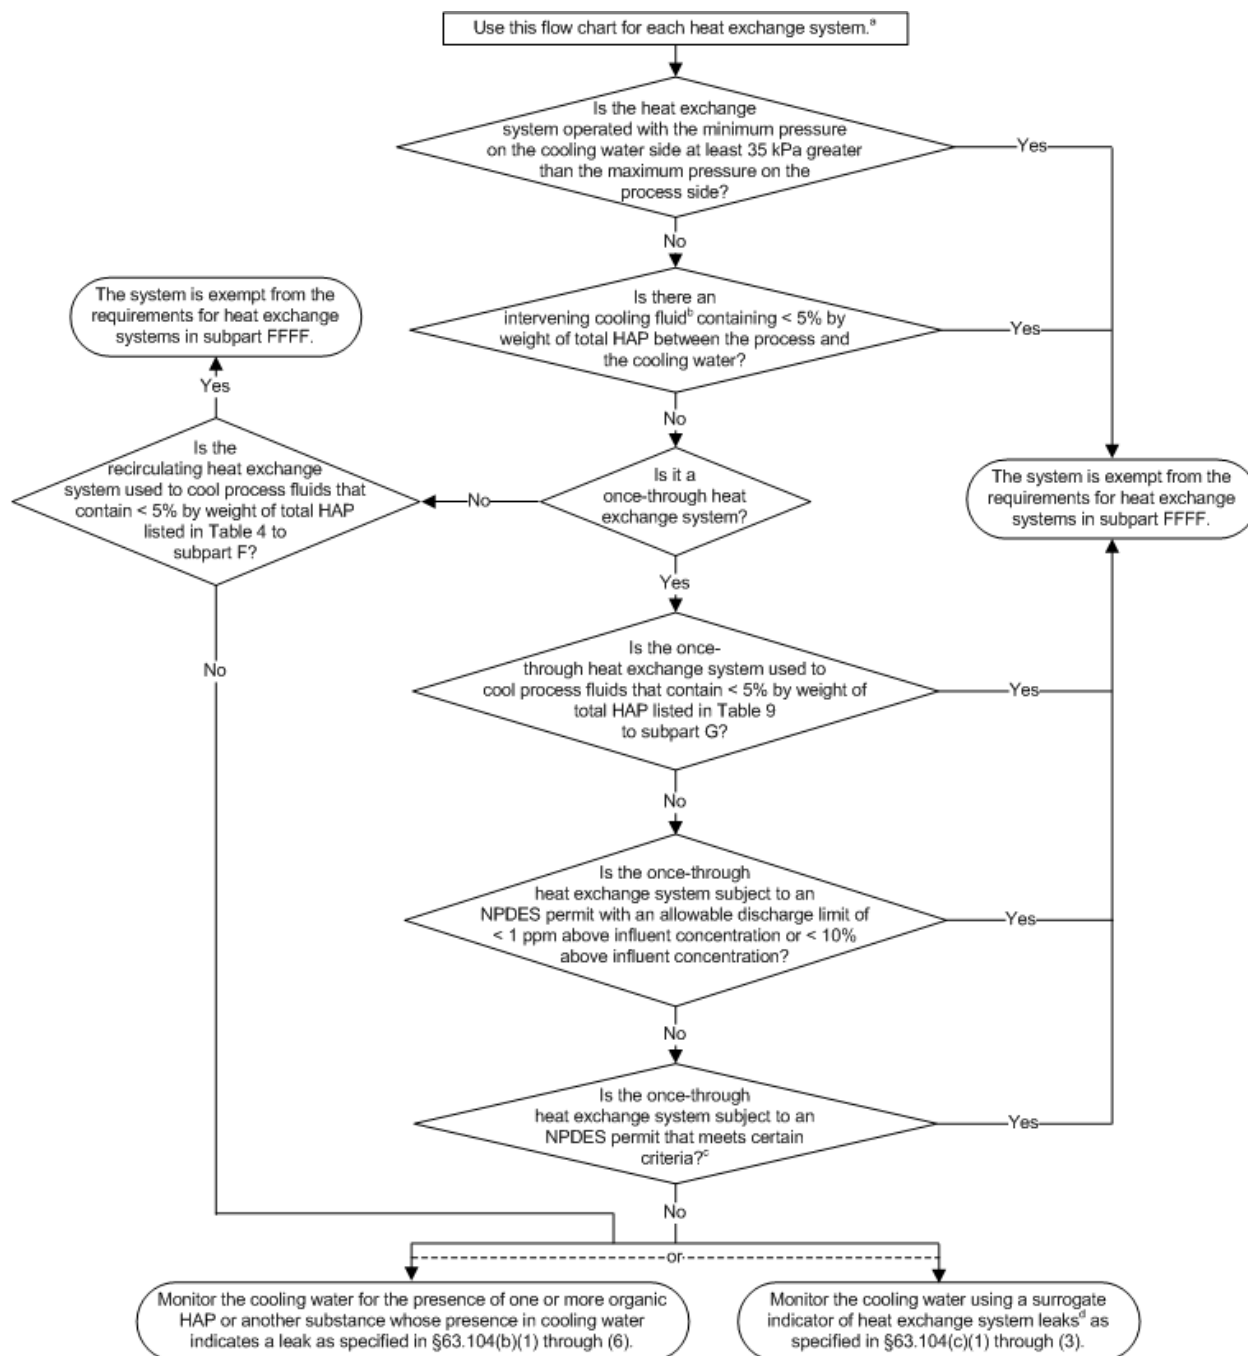 Use this flow chart for each heat exchange system.ª
Is the heat exchange
system operated with the minimum pressure
on the cooling water side at least 35 kPa greater
than the maximum pressure on the
process side?
Yes
No
Is there an
intervening cooling fluidᵇ containing < 5% by
weight of total HAP between the process and
the cooling water?
Yes
No
The system is exempt from the
requirements for heat exchange
systems in subpart FFFF.
Yes
Is the
recirculating heat exchange
system used to cool process fluids that
contain < 5% by weight of total HAP
listed in Table 4 to
subpart F?
No
Is it a
once-through heat
exchange system?
No
Yes
The system is exempt from the
requirements for heat exchange
systems in subpart FFFF.
Is the once-
through heat exchange system used to
cool process fluids that contain < 5% by weight of
total HAP listed in Table 9
to subpart G?
Yes
No
Is the once-through
heat exchange system subject to an
NPDES permit with an allowable discharge limit of
< 1 ppm above influent concentration or < 10%
above influent concentration?
Yes
No
Is the once-through
heat exchange system subject to an
NPDES permit that meets certain
criteria?ᶜ
Yes
No
or
Monitor the cooling water for the presence of one or more organic
HAP or another substance whose presence in cooling water
indicates a leak as specified in §63.104(b)(1) through (6).
Monitor the cooling water using a surrogate
indicator of heat exchange system leaksᵈ as
specified in §63.104(c)(1) through (3).